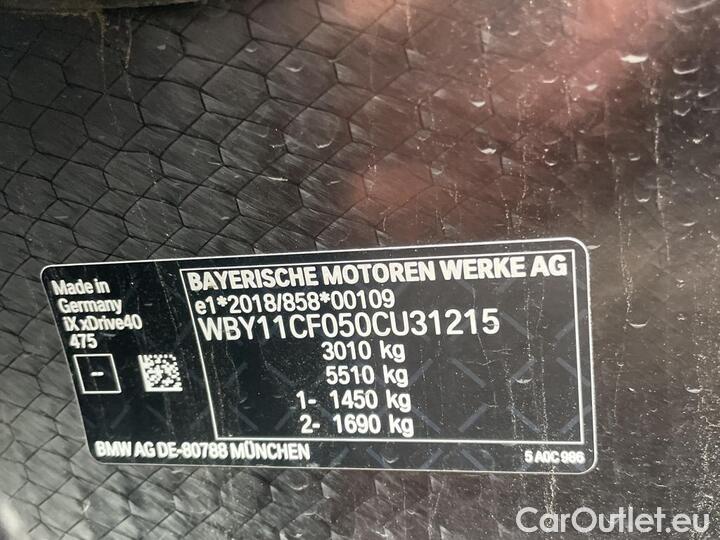 BAYERISCHE MOTOREN WERKE AG
e1*2018/858*00109
WBY11CF050CU31215
3010 kg
5510 kg
1- 1450 kg
2- 1690 kg
Made in
Germany
iX xDrive40
475
-
BMW AG DE-80788 MÜNCHEN
5 A0C 986
CarOutlet.eu